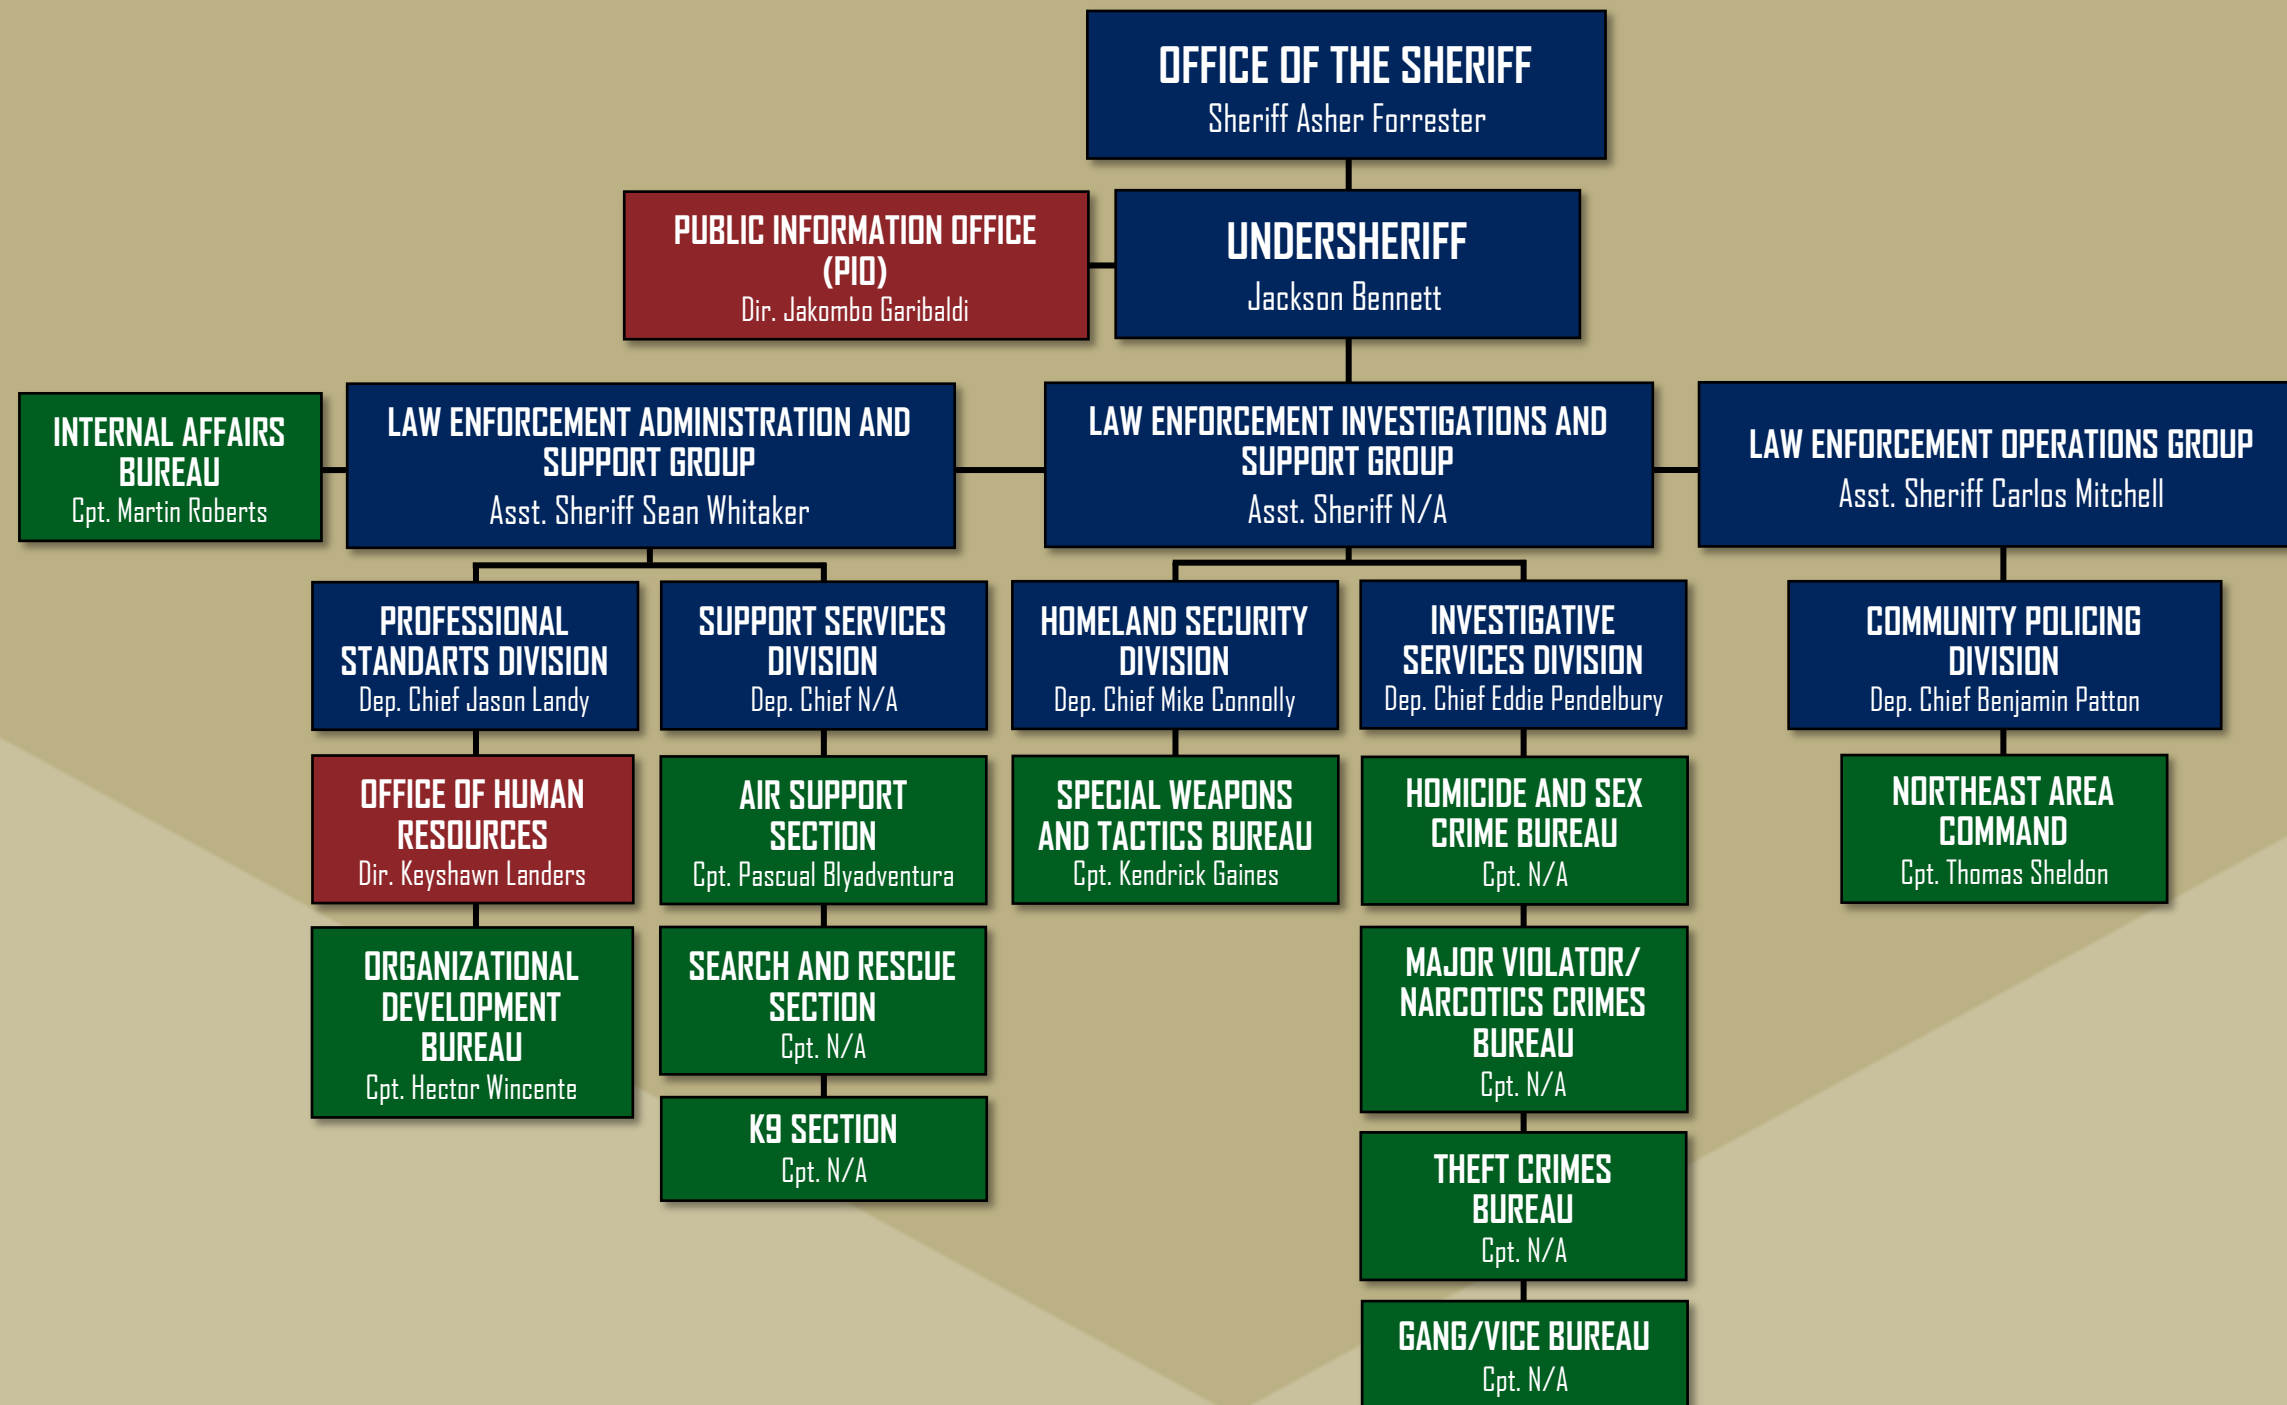 OFFICE OF THE SHERIFF
Sheriff Asher Forrester
PUBLIC INFORMATION OFFICE
(PIO)
Dir. Jakombo Garibaldi
UNDERSHERIFF
Jackson Bennett
INTERNAL AFFAIRS
BUREAU
Cpt. Martin Roberts
LAW ENFORCEMENT ADMINISTRATION AND
SUPPORT GROUP
Asst. Sheriff Sean Whitaker
LAW ENFORCEMENT INVESTIGATIONS AND
SUPPORT GROUP
Asst. Sheriff N/A
LAW ENFORCEMENT OPERATIONS GROUP
Asst. Sheriff Carlos Mitchell
PROFESSIONAL
STANDARTS DIVISION
Dep. Chief Jason Landy
SUPPORT SERVICES
DIVISION
Dep. Chief N/A
HOMELAND SECURITY
DIVISION
Dep. Chief Mike Connolly
INVESTIGATIVE
SERVICES DIVISION
Dep. Chief Eddie Pendelbury
COMMUNITY POLICING
DIVISION
Dep. Chief Benjamin Patton
OFFICE OF HUMAN
RESOURCES
Dir. Keyshawn Landers
AIR SUPPORT
SECTION
Cpt. Pascual Blyadventura
SPECIAL WEAPONS
AND TACTICS BUREAU
Cpt. Kendrick Gaines
HOMICIDE AND SEX
CRIME BUREAU
Cpt. N/A
NORTHEAST AREA
COMMAND
Cpt. Thomas Sheldon
ORGANIZATIONAL
DEVELOPMENT
BUREAU
Cpt. Hector Wincente
SEARCH AND RESCUE
SECTION
Cpt. N/A
MAJOR VIOLATOR/
NARCOTICS CRIMES
BUREAU
Cpt. N/A
K9 SECTION
Cpt. N/A
THEFT CRIMES
BUREAU
Cpt. N/A
GANG/VICE BUREAU
Cpt. N/A